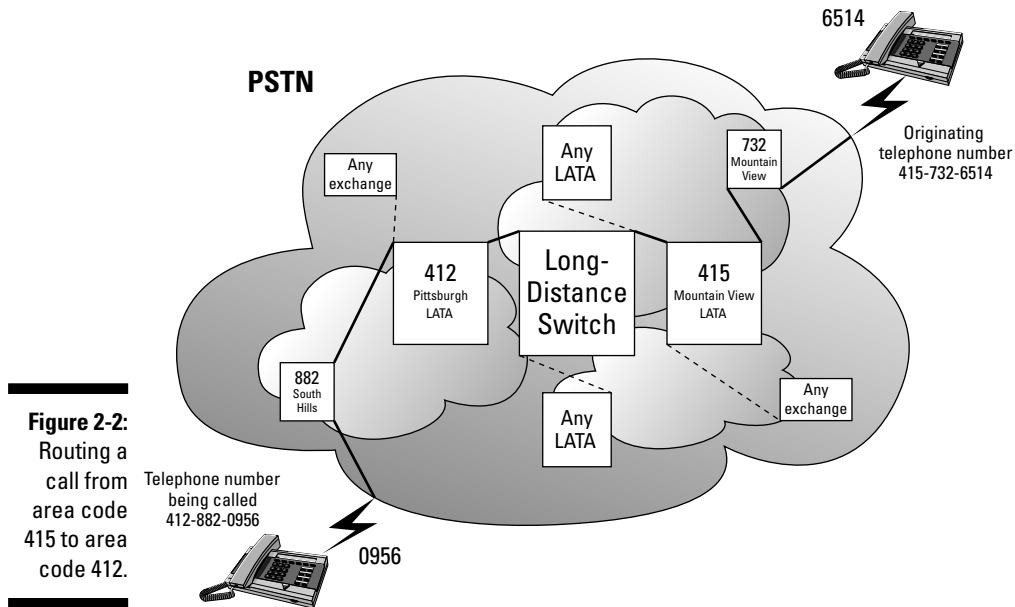 PSTN
6514
Originating
telephone number
415-732-6514
Any
exchange
Any
LATA
732
Mountain
View
412
Pittsburgh
LATA
Long-
Distance
Switch
415
Mountain View
LATA
882
South
Hills
Any
LATA
Any
exchange
Telephone number
being called
412-882-0956
0956
Figure 2-2:
Routing a
call from
area code
415 to area
code 412.